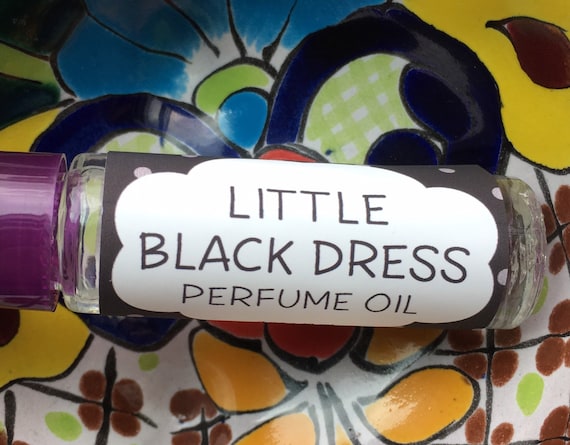 LITTLE
BLACK DRESS
PERFUME OIL